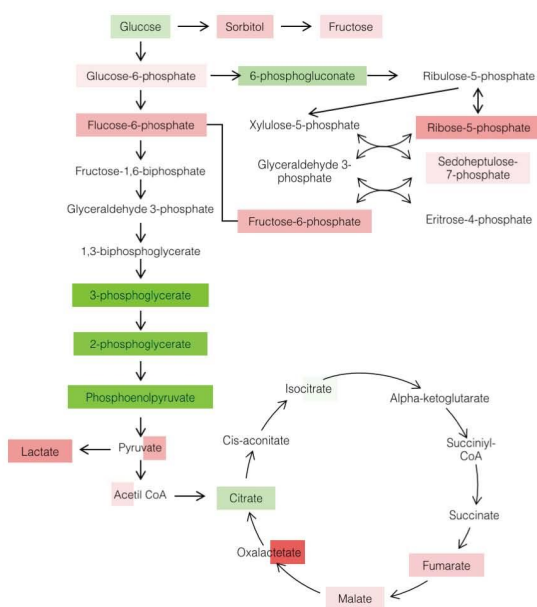 Glucose
Sorbitol
Fructose
Glucose-6-phosphate
6-phosphogluconate
Ribulose-5-phosphate
Flucose-6-phosphate
Xylulose-5-phosphate
Ribose-5-phosphate
Fructose-1,6-biphosphate
Glyceraldehyde 3-
phosphate
Sedoheptulose-
7-phosphate
Glyceraldehyde 3-phosphate
Fructose-6-phosphate
Eritrose-4-phosphate
1,3-biphosphoglycerate
3-phosphoglycerate
2-phosphoglycerate
Phosphoenolpyruvate
Isocitrate
Alpha-ketoglutarate
Lactate
Pyruvate
Cis-aconitate
Succiniyl-
CoA
Acetil CoA
Citrate
Succinate
Oxalactetate
Fumarate
Malate